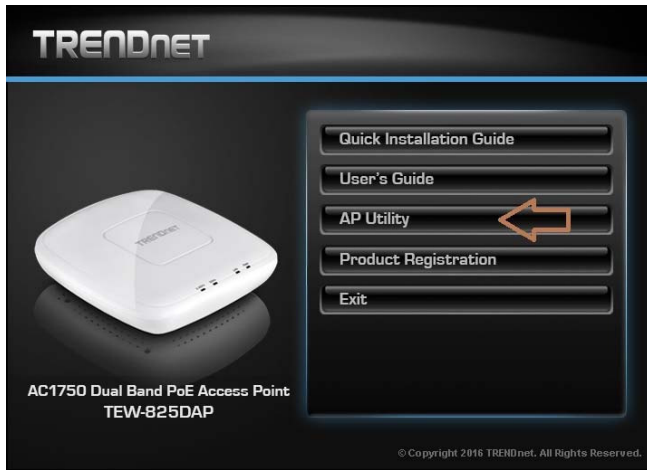 TRENDnet
Quick Installation Guide
User's Guide
AP Utility
Product Registration
Exit
TRENDnet
AC1750 Dual Band PoE Access Point
TEW-825DAP
© Copyright 2016 TRENDnet. All Rights Reserved.